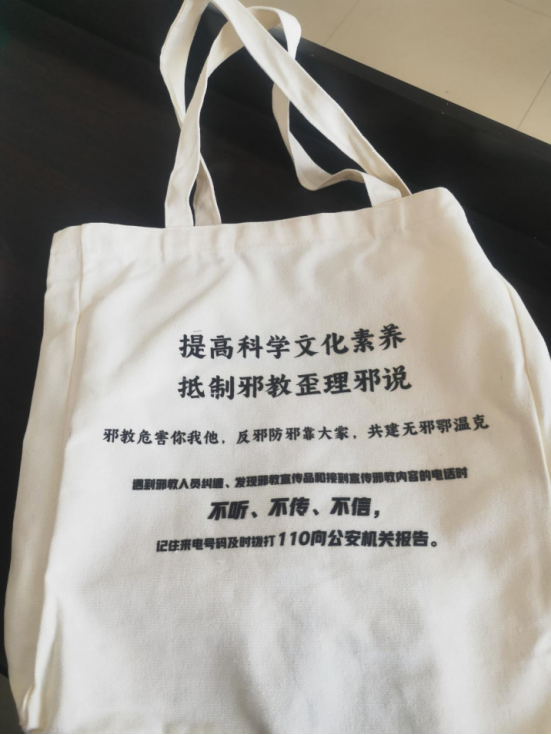 提高科学文化素养
抵制邪教歪理邪说
邪教危害你我他，反邪防邪靠大家，共建无邪鄂温克
遇到邪教人员纠缠、发现邪教宣传品和接到宣传邪教内容的电话时
不听、不传、不信，
记住来电号码及时拨打110向公安机关报告。